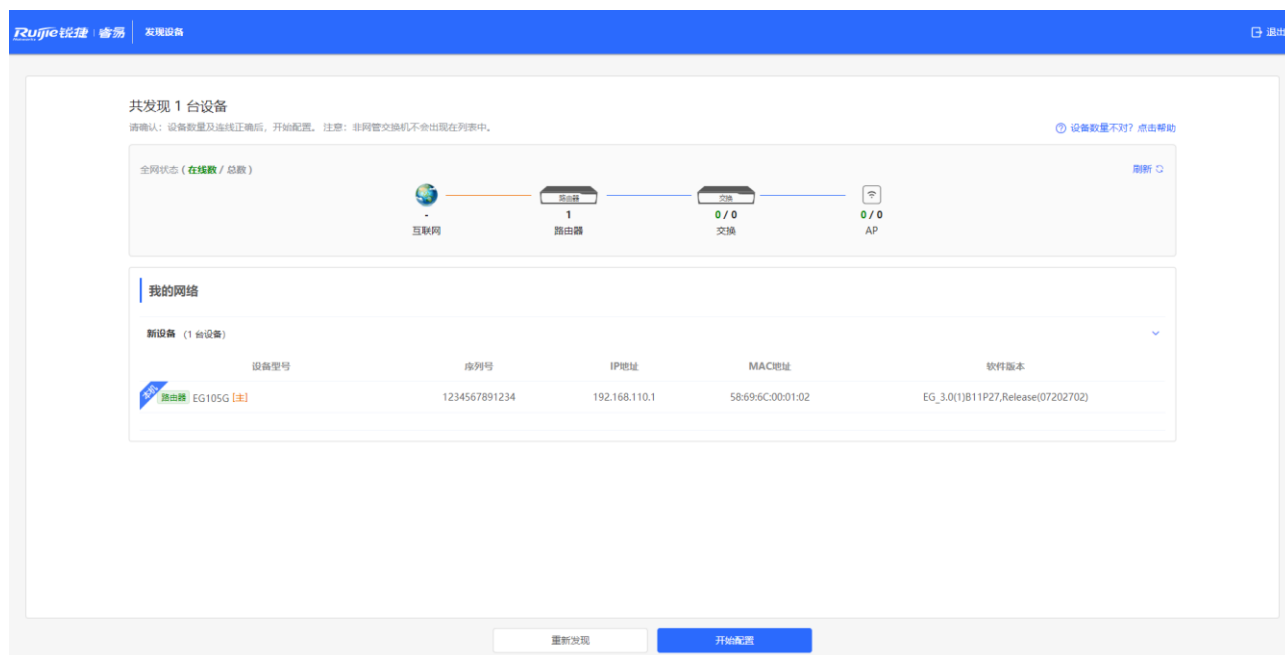 Ruijie锐捷 | 睿易 发现设备 退出
共发现 1 台设备
请确认：设备数量及连线正确后，开始配置。 注意：非网管交换机不会出现在列表中。 设备数量不对？点击帮助
全网状态 ( 在线数 / 总数 ) 刷新
路由器 交换
- 1 0 / 0 0 / 0
互联网 路由器 交换 AP
我的网络
新设备 (1 台设备)
设备型号 序列号 IP地址 MAC地址 软件版本
本机 路由器 EG105G [主] 1234567891234 192.168.110.1 58:69:6C:00:01:02 EG_3.0(1)B11P27,Release(07202702)
重新发现 开始配置